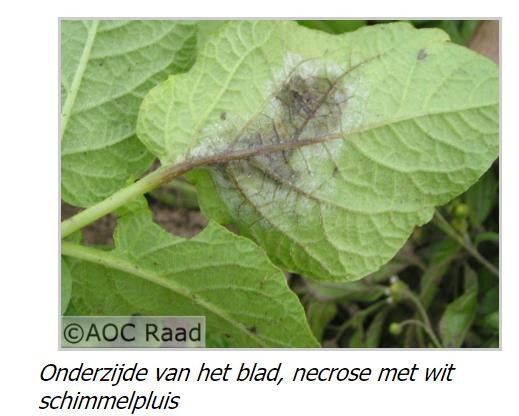 ©AOC Raad
Onderzijde van het blad, necrose met wit
schimmelpluis